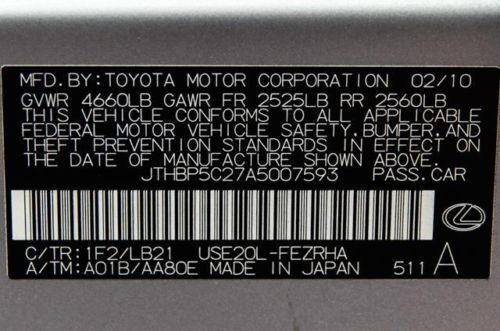 MFD. BY: TOYOTA MOTOR CORPORATION 02/10
GVWR 4660LB GAWR FR 2525LB RR 2560LB
THIS VEHICLE CONFORMS TO ALL APPLICABLE
FEDERAL MOTOR VEHICLE SAFETY, BUMPER, AND
THEFT PREVENTION STANDARDS IN EFFECT ON
THE DATE OF MANUFACTURE SHOWN ABOVE.
JTHBP5C27A5007593 PASS. CAR
C/TR: 1F2/LB21 USE20L-FEZRHA
A/TM: A01B/AA80E MADE IN JAPAN 511 A